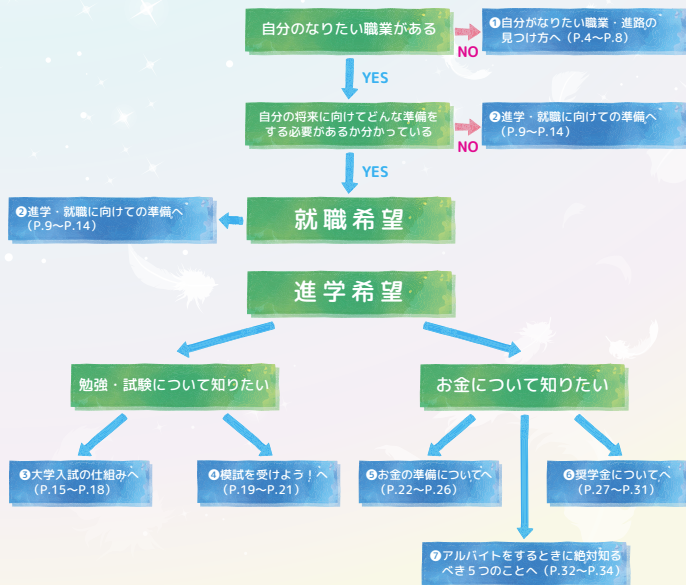 自分のなりたい職業がある
❶自分がなりたい職業・進路の
見つけ方へ（P.4〜P.8）
NO
YES
自分の将来に向けてどんな準備を
する必要があるか分かっている
❷進学・就職に向けての準備へ
（P.9〜P.14）
NO
YES
❷進学・就職に向けての準備へ
（P.9〜P.14）
就職希望
進学希望
勉強・試験について知りたい
お金について知りたい
❸大学入試の仕組みへ
（P.15〜P.18）
❹模試を受けよう！へ
（P.19〜P.21）
❺お金の準備についてへ
（P.22〜P.26）
❻奨学金についてへ
（P.27〜P.31）
❼アルバイトをするときに絶対知る
べき５つのことへ（P.32〜P.34）